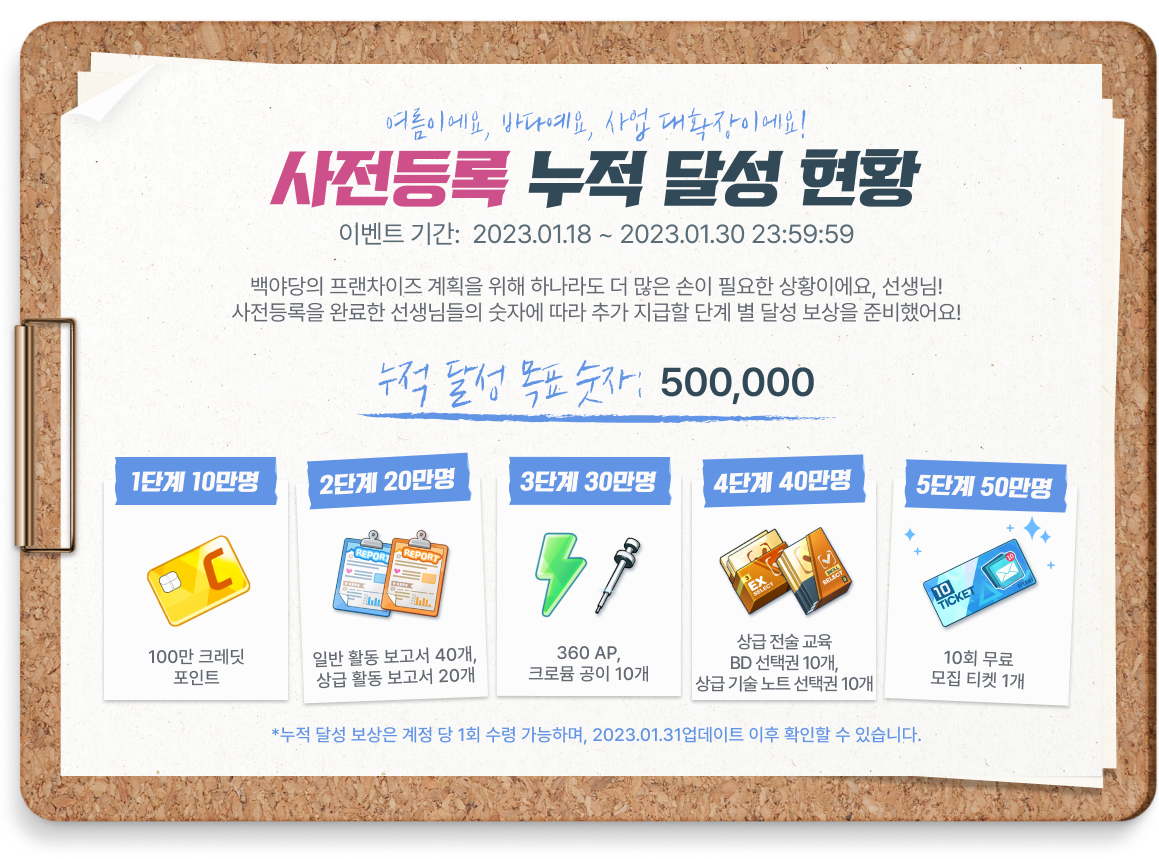 여름이에요, 바다예요, 사업 대확장이에요!
사전등록 누적 달성 현황
이벤트 기간: 2023.01.18 ~ 2023.01.30 23:59:59
백야당의 프랜차이즈 계획을 위해 하나라도 더 많은 손이 필요한 상황이에요, 선생님!
사전등록을 완료한 선생님들의 숫자에 따라 추가 지급할 단계 별 달성 보상을 준비했어요!
누적 달성 목표 숫자: 500,000
1단계 10만명
C
100만 크레딧
포인트
2단계 20만명
REPORT
REPORT
일반 활동 보고서 40개,
상급 활동 보고서 20개
3단계 30만명
360 AP,
크로뮴 공이 10개
4단계 40만명
EX
SELECT
SKILL
SELECT
상급 전술 교육
BD 선택권 10개,
상급 기술 노트 선택권 10개
5단계 50만명
10
TICKET
10
10회 무료
모집 티켓 1개
*누적 달성 보상은 계정 당 1회 수령 가능하며, 2023.01.31업데이트 이후 확인할 수 있습니다.